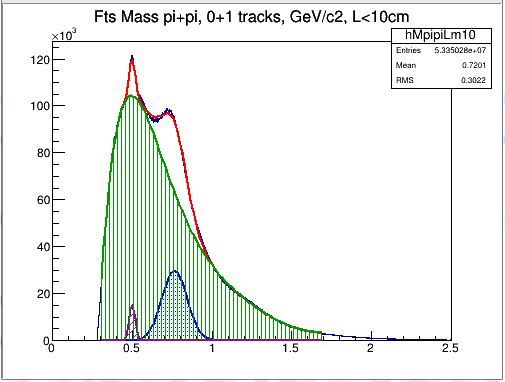 Fts Mass pi+pi, 0+1 tracks, GeV/c2, L<10cm
×10³
hMpipiLm10
Entries 5.335028e+07
Mean 0.7201
RMS 0.3022
120
100
80
60
40
20
0
0 0.5 1 1.5 2 2.5